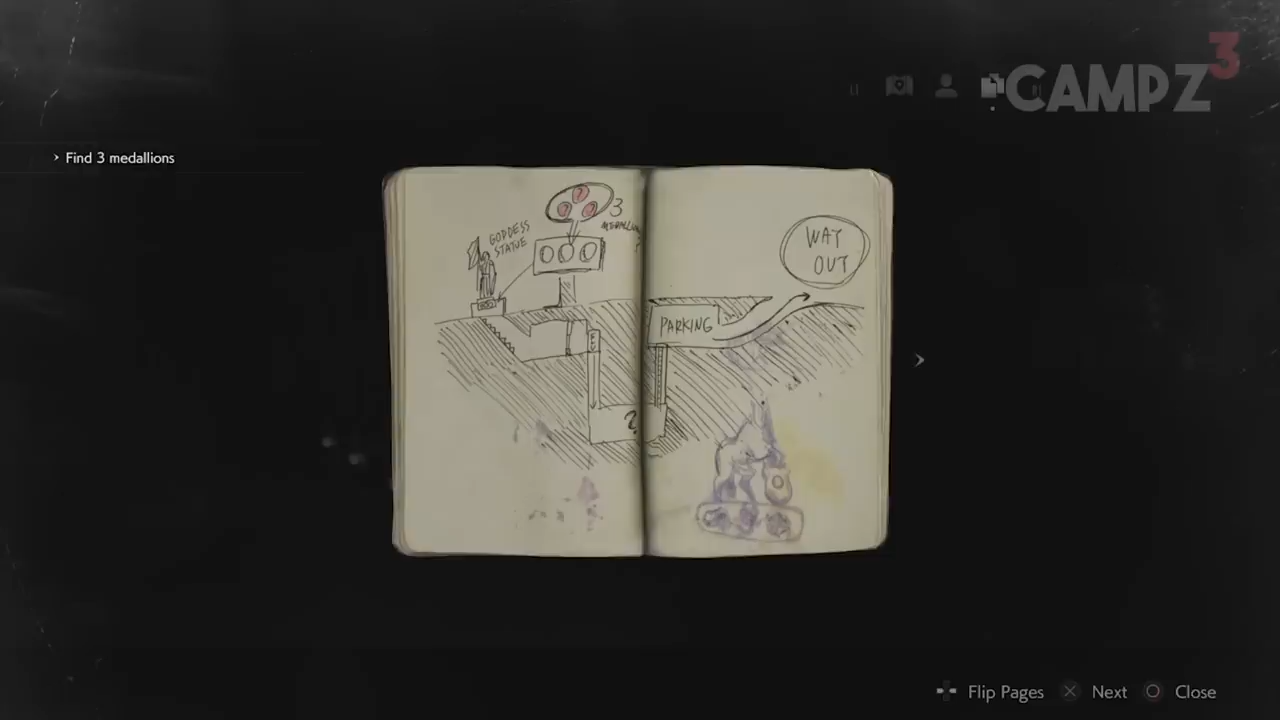 CAMPZ3
Find 3 medallions
3
GODDESS
STATUE
WAY
OUT
PARKING
?
Flip Pages
Next
Close